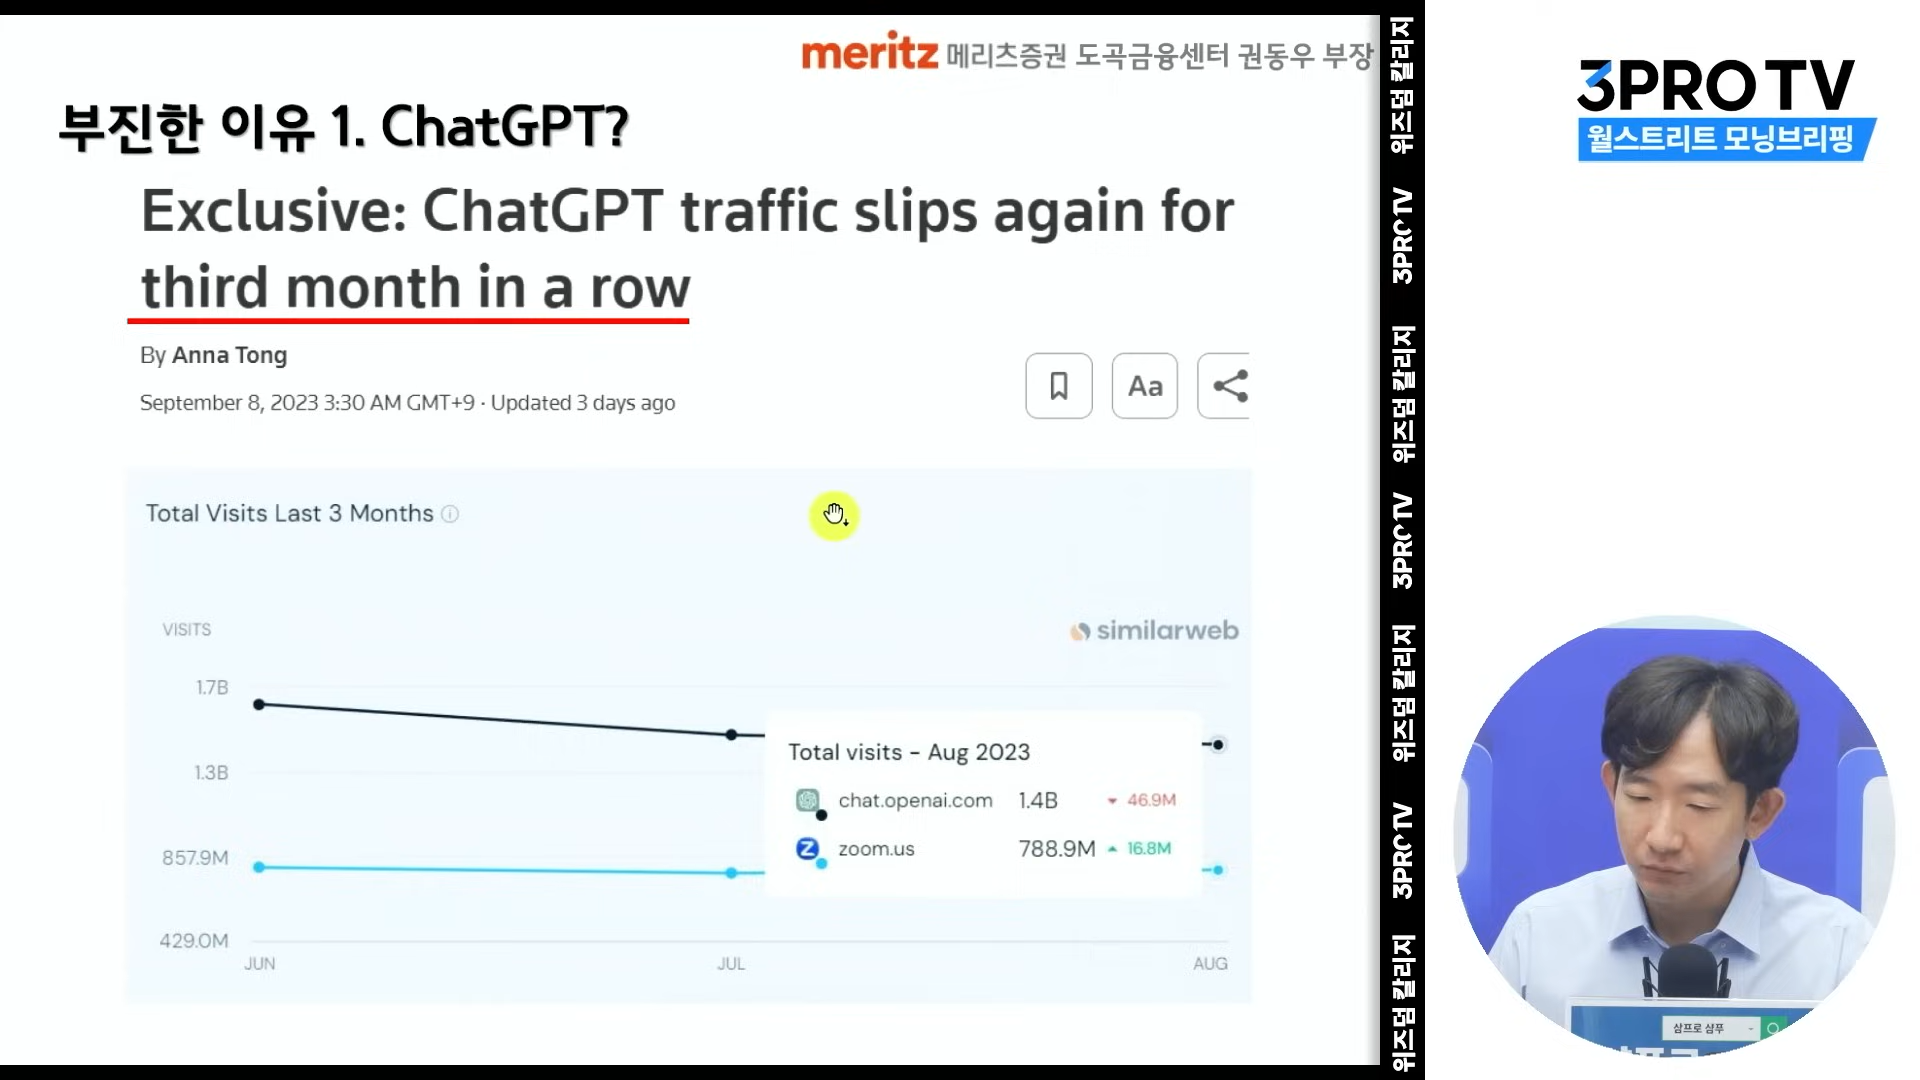 meritz 메리츠증권 도곡금융센터 권동우 부장
부진한 이유 1. ChatGPT?
Exclusive: ChatGPT traffic slips again for
third month in a row
By Anna Tong
September 8, 2023 3:30 AM GMT+9 · Updated 3 days ago
Aa
Total Visits Last 3 Months
VISITS
similarweb
1.7B
1.3B
857.9M
429.0M
JUN
JUL
AUG
Total visits - Aug 2023
chat.openai.com 1.4B 46.9M
zoom.us 788.9M 16.8M
위즈덤 칼리지
3PRO TV
위즈덤 칼리지
3PRO TV
위즈덤 칼리지
3PRO TV
위즈덤 칼리지
3PRO TV
월스트리트 모닝브리핑
삼프로 샴푸